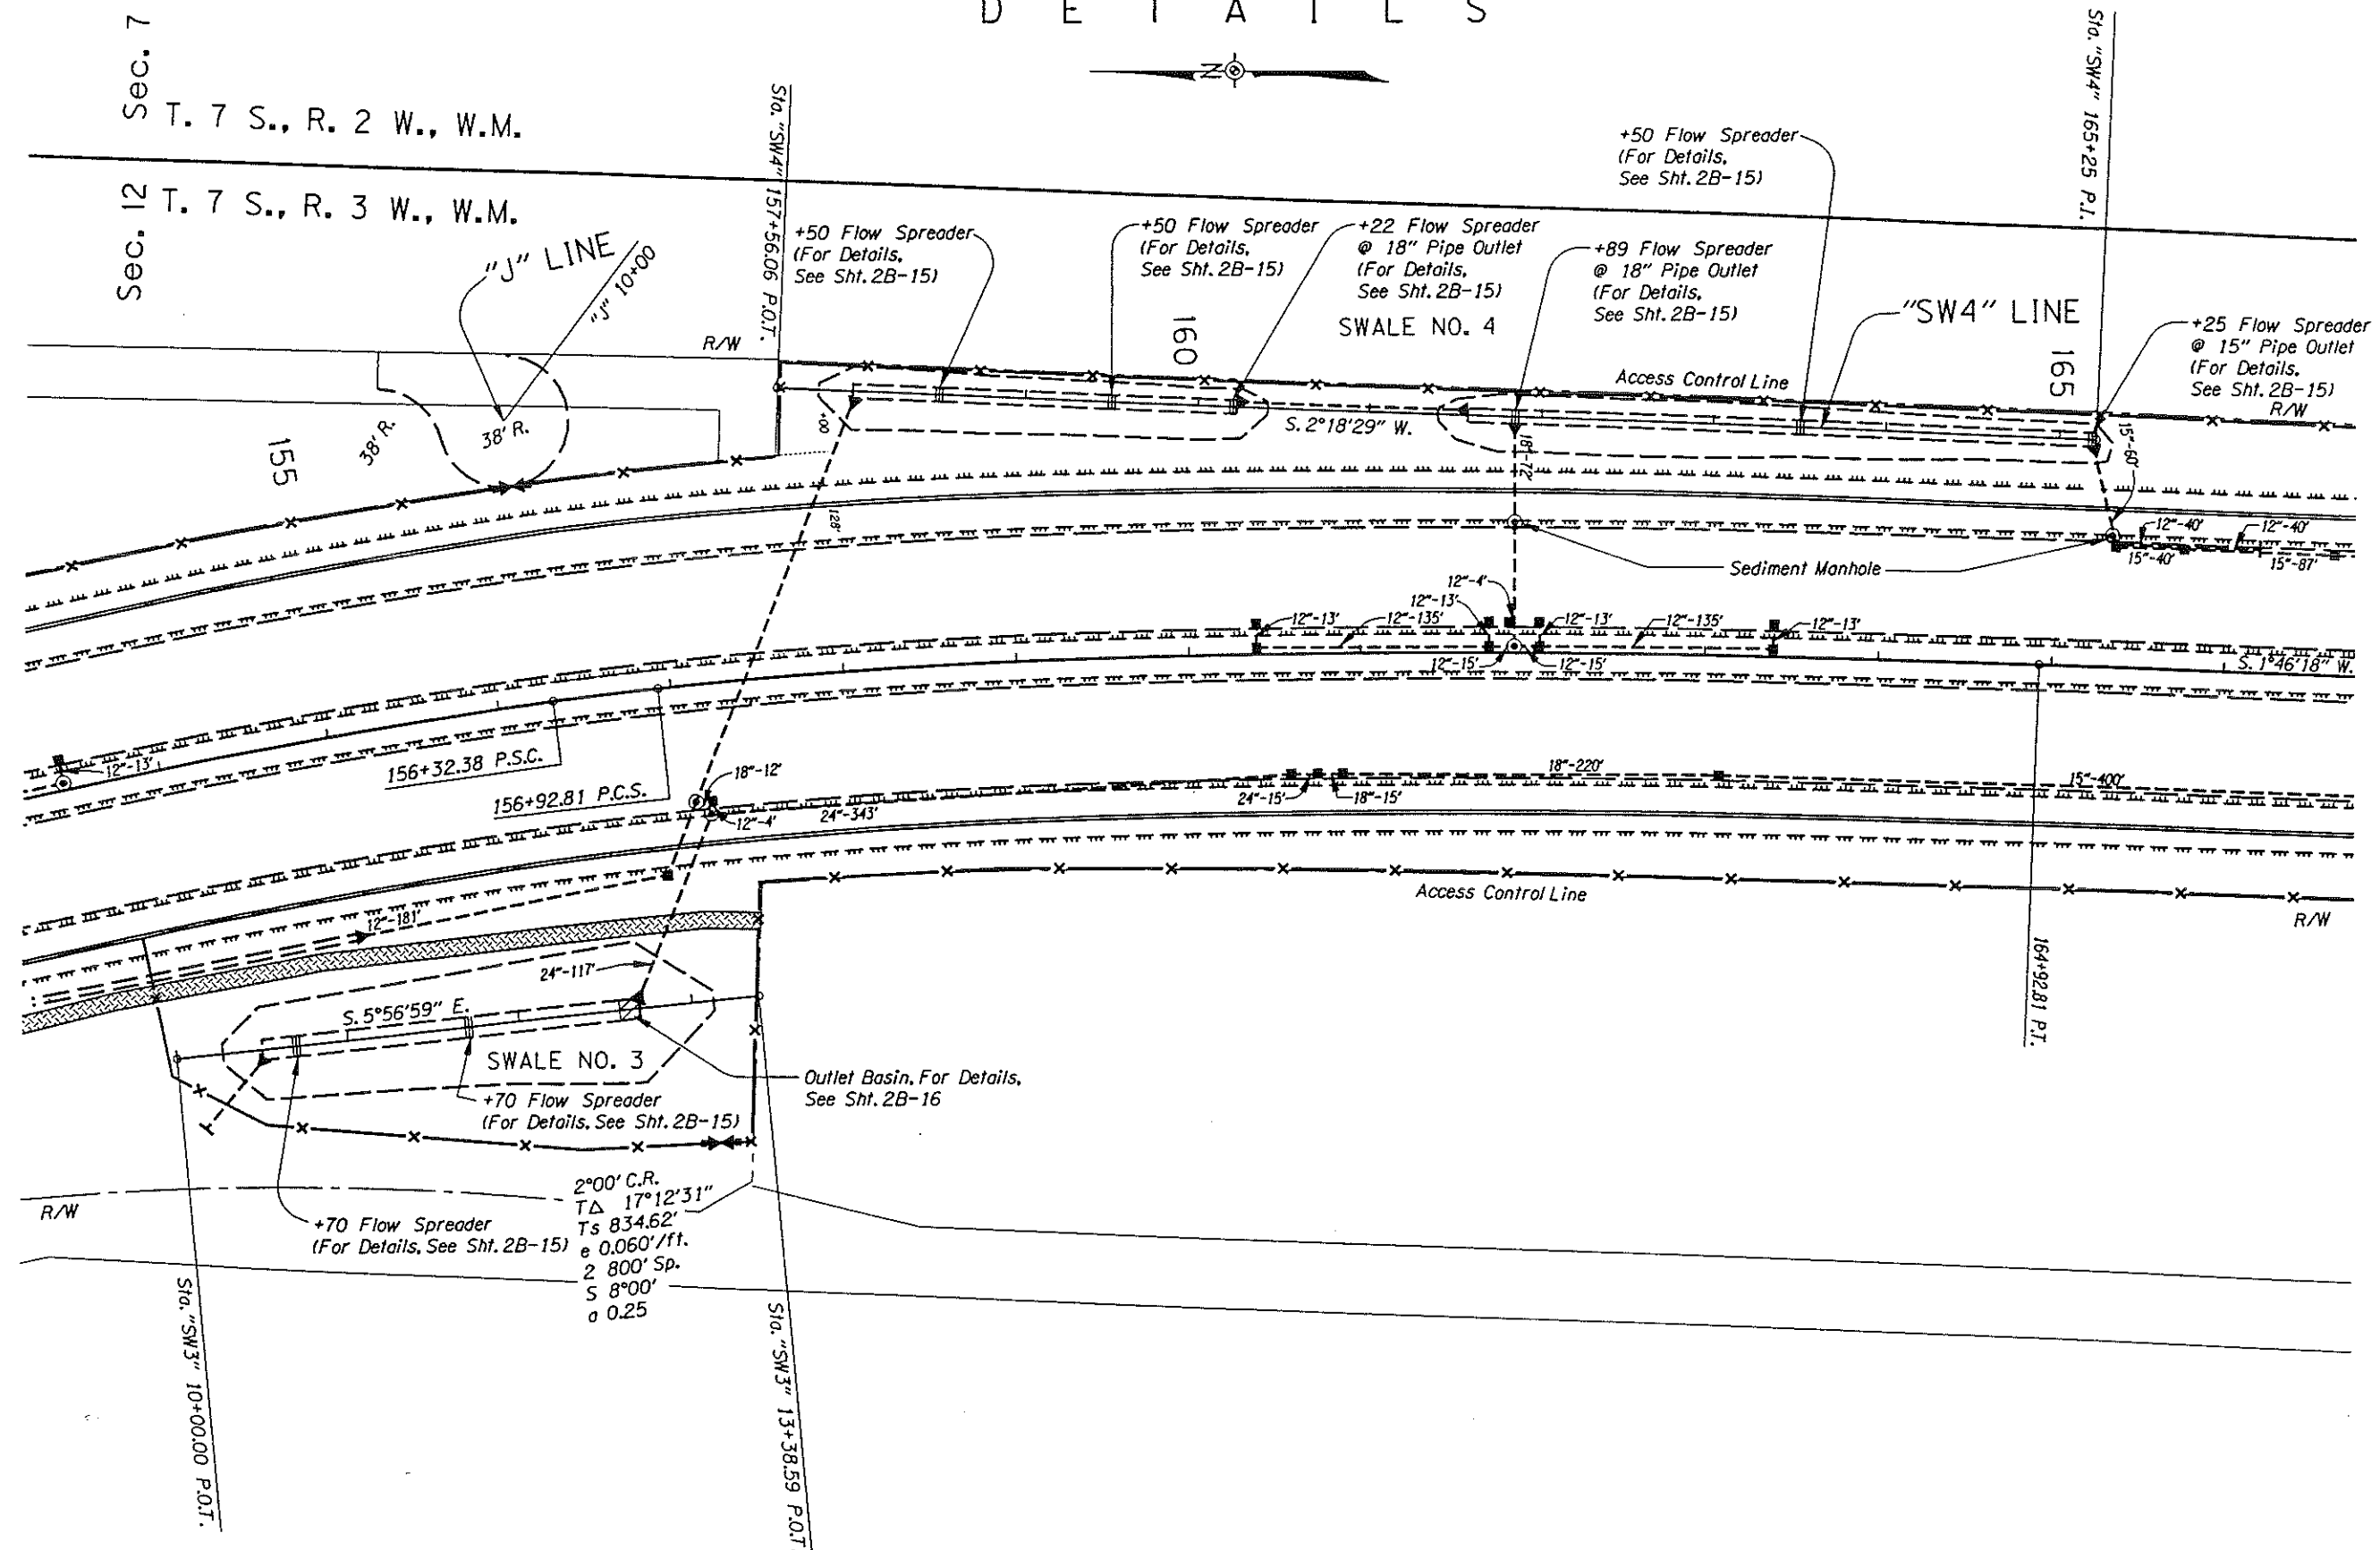 D E T A I L S
N
Sec. 7
T. 7 S., R. 2 W., W.M.
Sec. 12
T. 7 S., R. 3 W., W.M.
"J" LINE
"J" 10+00
38' R.
38' R.
155
R/W
Sta. "SW4" 157+56.06 P.O.T.
+50 Flow Spreader
(For Details,
See Sht. 2B-15)
+50 Flow Spreader
(For Details,
See Sht. 2B-15)
+22 Flow Spreader
@ 18" Pipe Outlet
(For Details,
See Sht. 2B-15)
SWALE NO. 4
160
+89 Flow Spreader
@ 18" Pipe Outlet
(For Details,
See Sht. 2B-15)
+50 Flow Spreader
(For Details,
See Sht. 2B-15)
"SW4" LINE
Sta. "SW4" 165+25 P.I.
165
+25 Flow Spreader
@ 15" Pipe Outlet
(For Details,
See Sht. 2B-15)
R/W
Access Control Line
+00
S. 2°18'29" W.
18"-72'
15"-60'
128'
12"-40'
12"-40'
15"-40'
15"-87'
Sediment Manhole
12"-4'
12"-13'
12"-13'
12"-135'
12"-13'
12"-135'
12"-13'
12"-15'
12"-15'
S. 1°46'18" W.
12"-13'
156+32.38 P.S.C.
156+92.81 P.C.S.
18"-12'
12"-4'
24"-343'
24"-15'
18"-15'
18"-220'
15"-400'
Access Control Line
R/W
164+92.81 P.T.
12"-181'
24"-117'
S. 5°56'59" E.
SWALE NO. 3
Outlet Basin, For Details,
See Sht. 2B-16
+70 Flow Spreader
(For Details, See Sht. 2B-15)
R/W
+70 Flow Spreader
(For Details, See Sht. 2B-15)
2°00' C.R.
T∆ 17°12'31"
Ts 834.62'
e 0.060'/ft.
2 800' Sp.
S 8°00'
a 0.25
Sta. "SW3" 10+00.00 P.O.T.
Sta. "SW3" 13+38.59 P.O.T